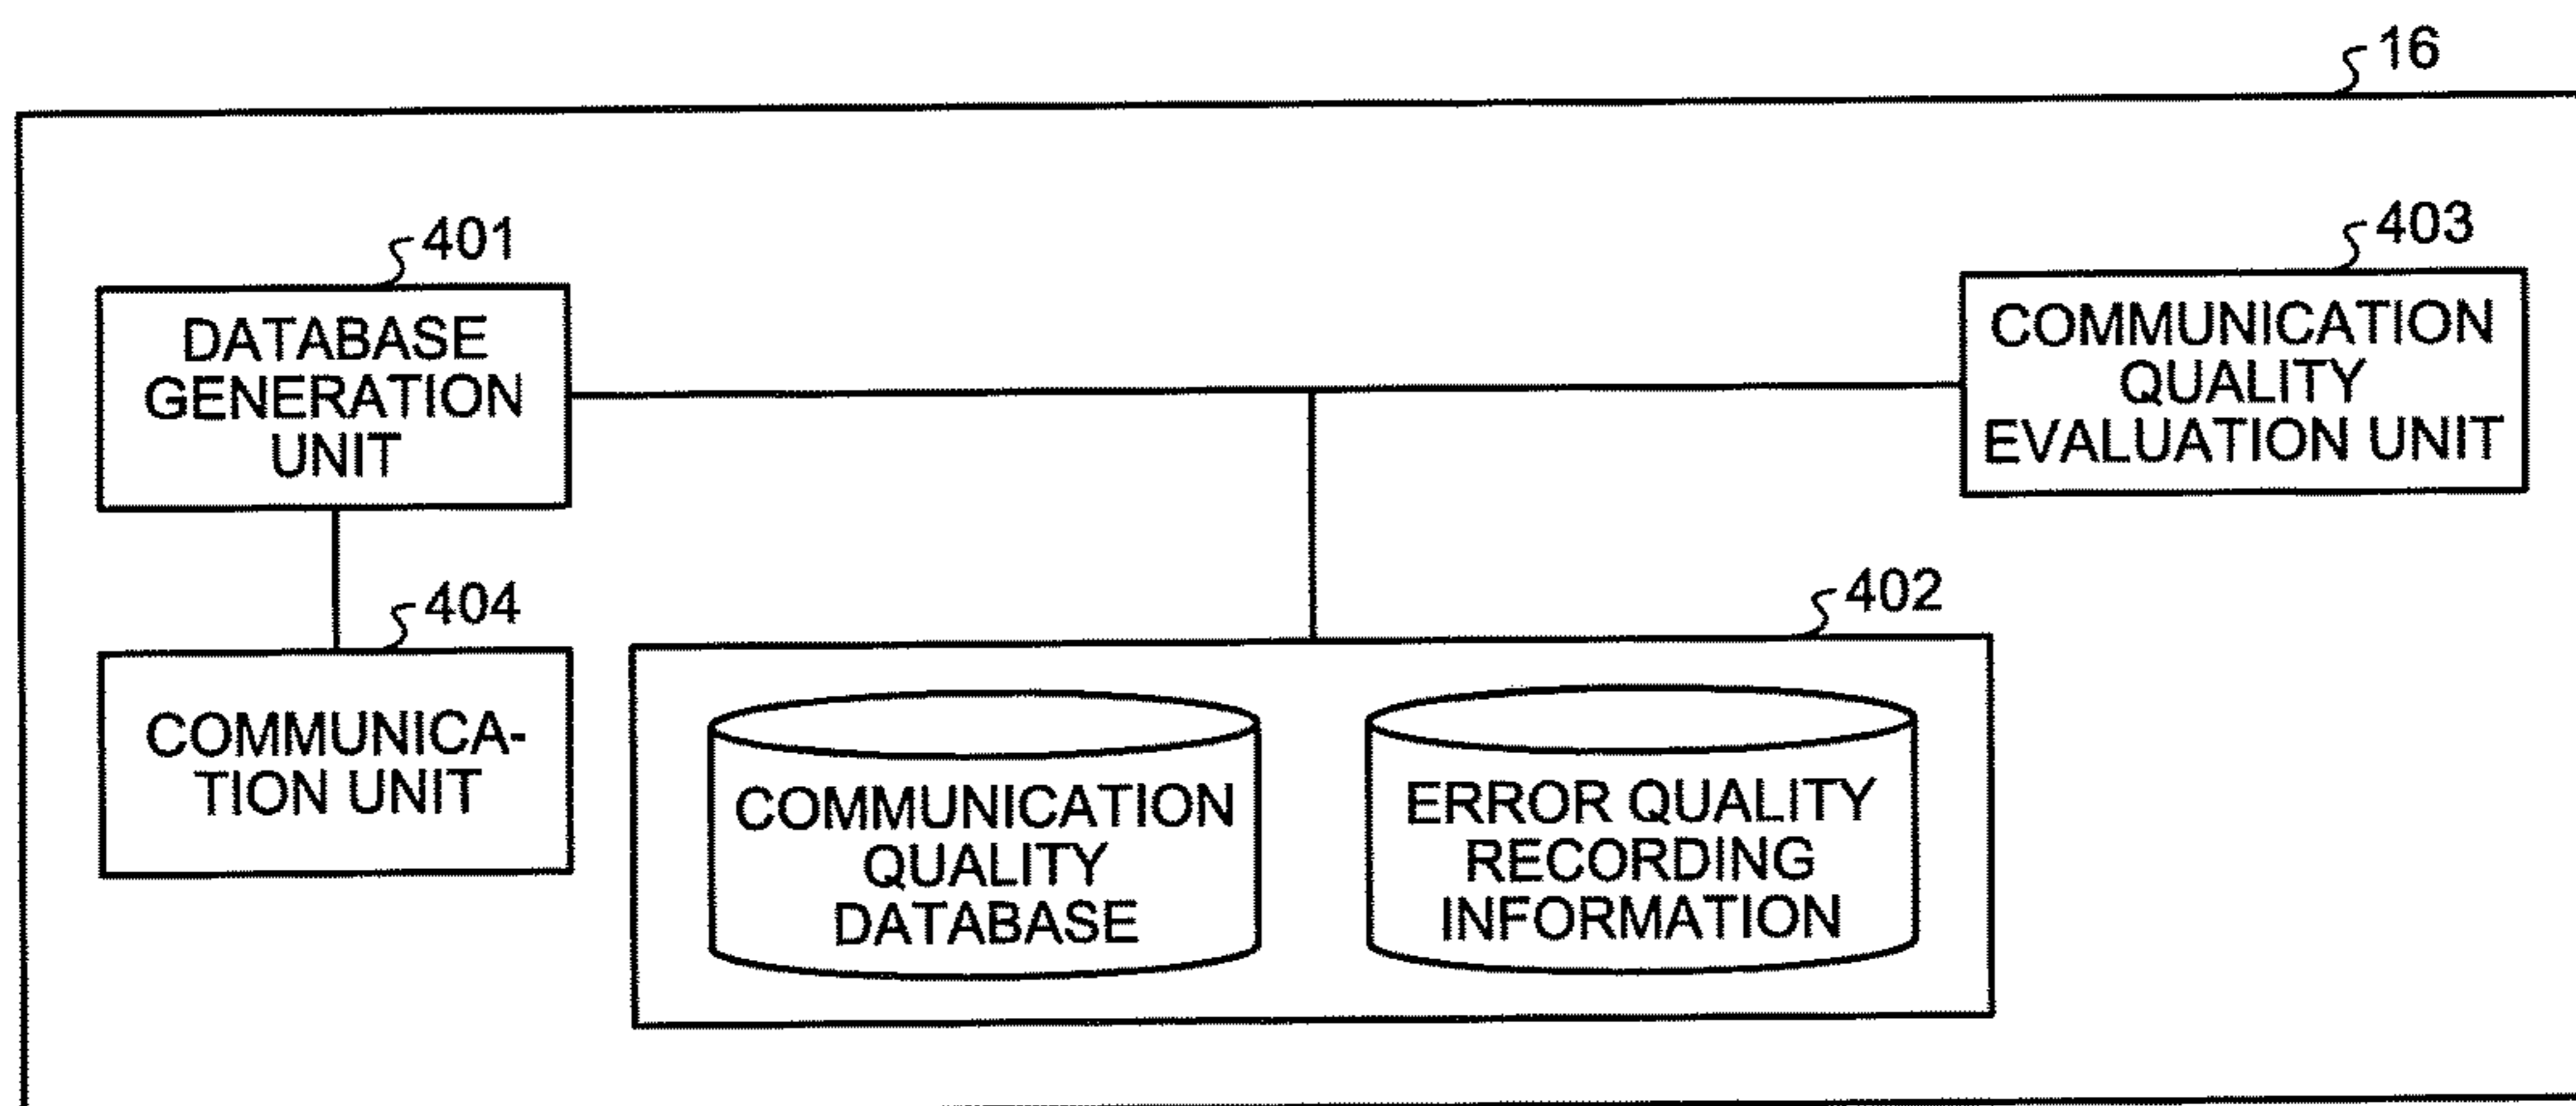 16
401
DATABASE
GENERATION
UNIT
403
COMMUNICATION
QUALITY
EVALUATION UNIT
404
COMMUNICA-
TION UNIT
402
COMMUNICATION
QUALITY
DATABASE
ERROR QUALITY
RECORDING
INFORMATION